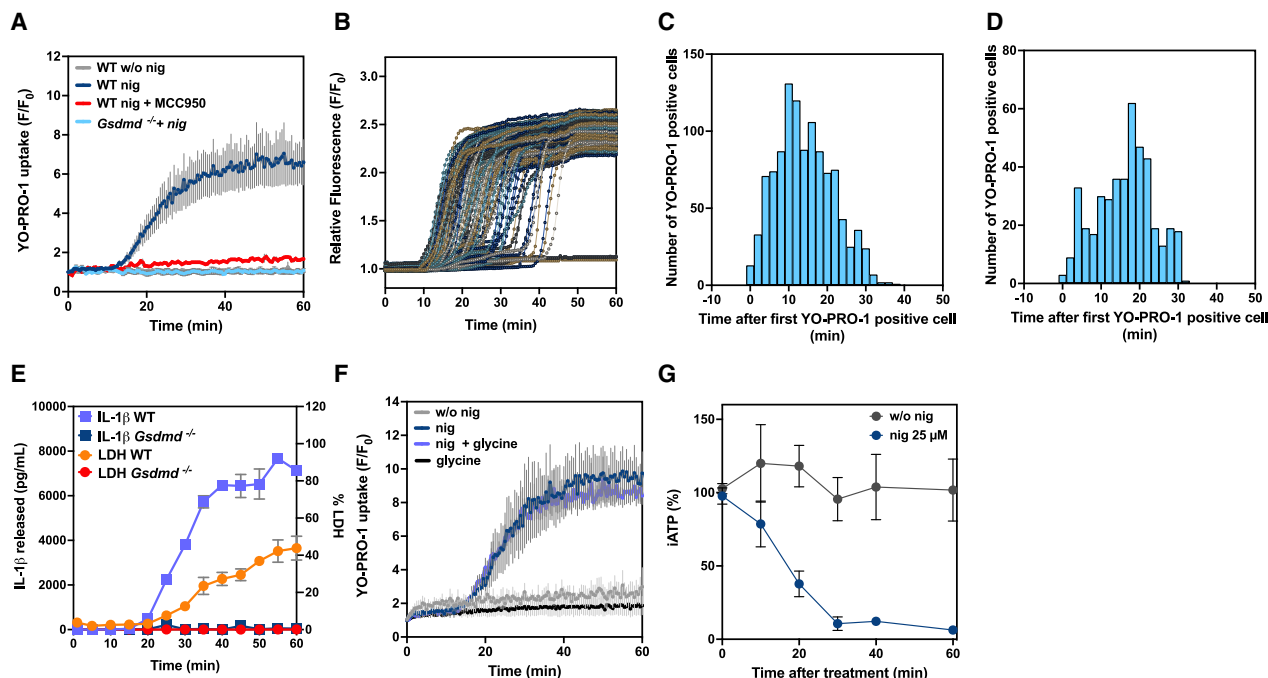 A
YO-PRO-1 uptake (F/F0)
12
10
8
6
4
2
0
WT w/o nig
WT nig
WT nig + MCC950
Gsdmd -/-+ nig
0 20 40 60
Time (min)
B
Relative Fluorescence (F/F0)
3.0
2.5
2.0
1.5
1.0
0 10 20 30 40 50 60
Time (min)
C
Number of YO-PRO-1 positive cells
150
100
50
0
-10 0 10 20 30 40 50
Time after first YO-PRO-1 positive cell
(min)
D
Number of YO-PRO-1 positive cells
80
60
40
20
0
-10 0 10 20 30 40 50
Time after first YO-PRO-1 positive cell
(min)
E
IL-1β released (pg/mL)
10000
8000
6000
4000
2000
0
IL-1β WT
IL-1β Gsdmd -/-
LDH WT
LDH Gsdmd -/-
120
100
80
60
40
20
0
% LDH
0 10 20 30 40 50 60
Time (min)
F
YO-PRO-1 uptake (F/F0)
14
12
10
8
6
4
2
0
w/o nig
nig
nig + glycine
glycine
0 20 40 60
Time (min)
G
iATP (%)
150
100
50
0
w/o nig
nig 25 µM
0 20 40 60
Time after treatment (min)